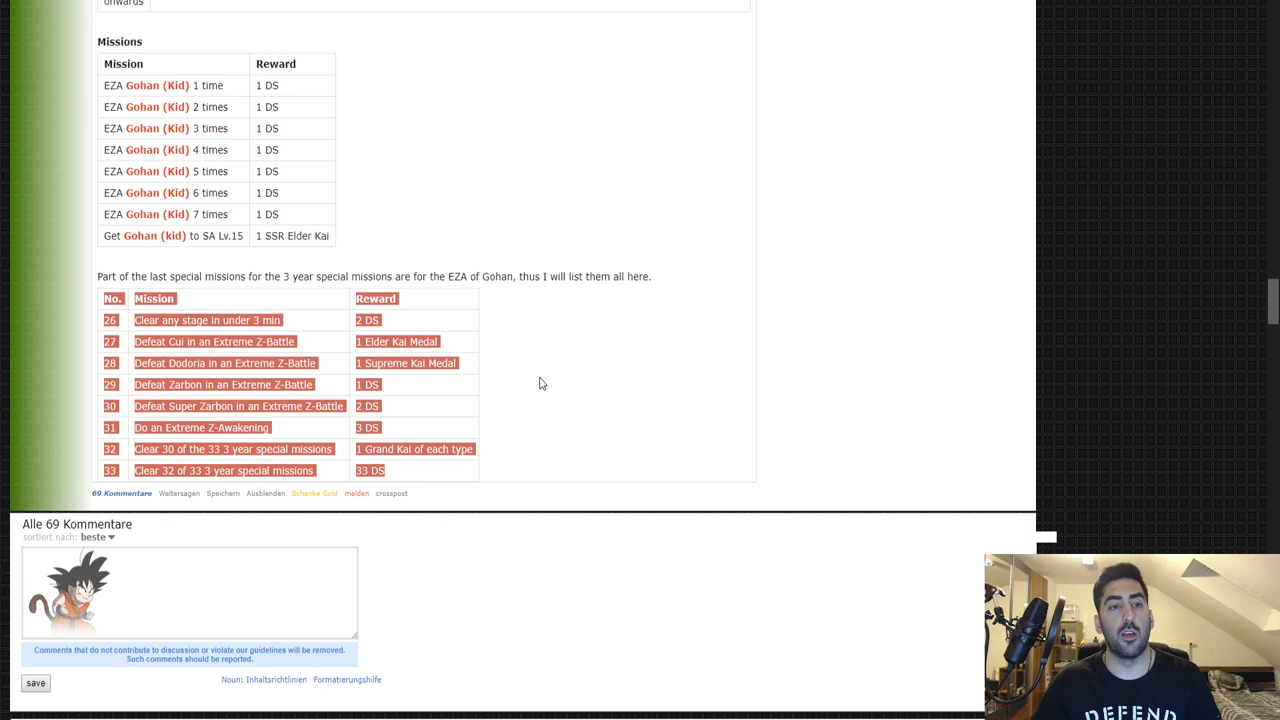 onwards
Missions
Mission Reward
EZA Gohan (Kid) 1 time 1 DS
EZA Gohan (Kid) 2 times 1 DS
EZA Gohan (Kid) 3 times 1 DS
EZA Gohan (Kid) 4 times 1 DS
EZA Gohan (Kid) 5 times 1 DS
EZA Gohan (Kid) 6 times 1 DS
EZA Gohan (Kid) 7 times 1 DS
Get Gohan (kid) to SA Lv.15 1 SSR Elder Kai
Part of the last special missions for the 3 year special missions are for the EZA of Gohan, thus I will list them all here.
No. Mission Reward
26 Clear any stage in under 3 min 2 DS
27 Defeat Cui in an Extreme Z-Battle 1 Elder Kai Medal
28 Defeat Dodoria in an Extreme Z-Battle 1 Supreme Kai Medal
29 Defeat Zarbon in an Extreme Z-Battle 1 DS
30 Defeat Super Zarbon in an Extreme Z-Battle 2 DS
31 Do an Extreme Z-Awakening 3 DS
32 Clear 30 of the 33 3 year special missions 1 Grand Kai of each type
33 Clear 32 of 33 3 year special missions 33 DS
69 Kommentare Weitersagen Speichern Ausblenden Schenke Gold melden crosspost
Alle 69 Kommentare
sortiert nach: beste
Comments that do not contribute to discussion or violate our guidelines will be removed.
Such comments should be reported.
save Noun: Inhaltsrichtlinien Formatierungshilfe
DEFEND